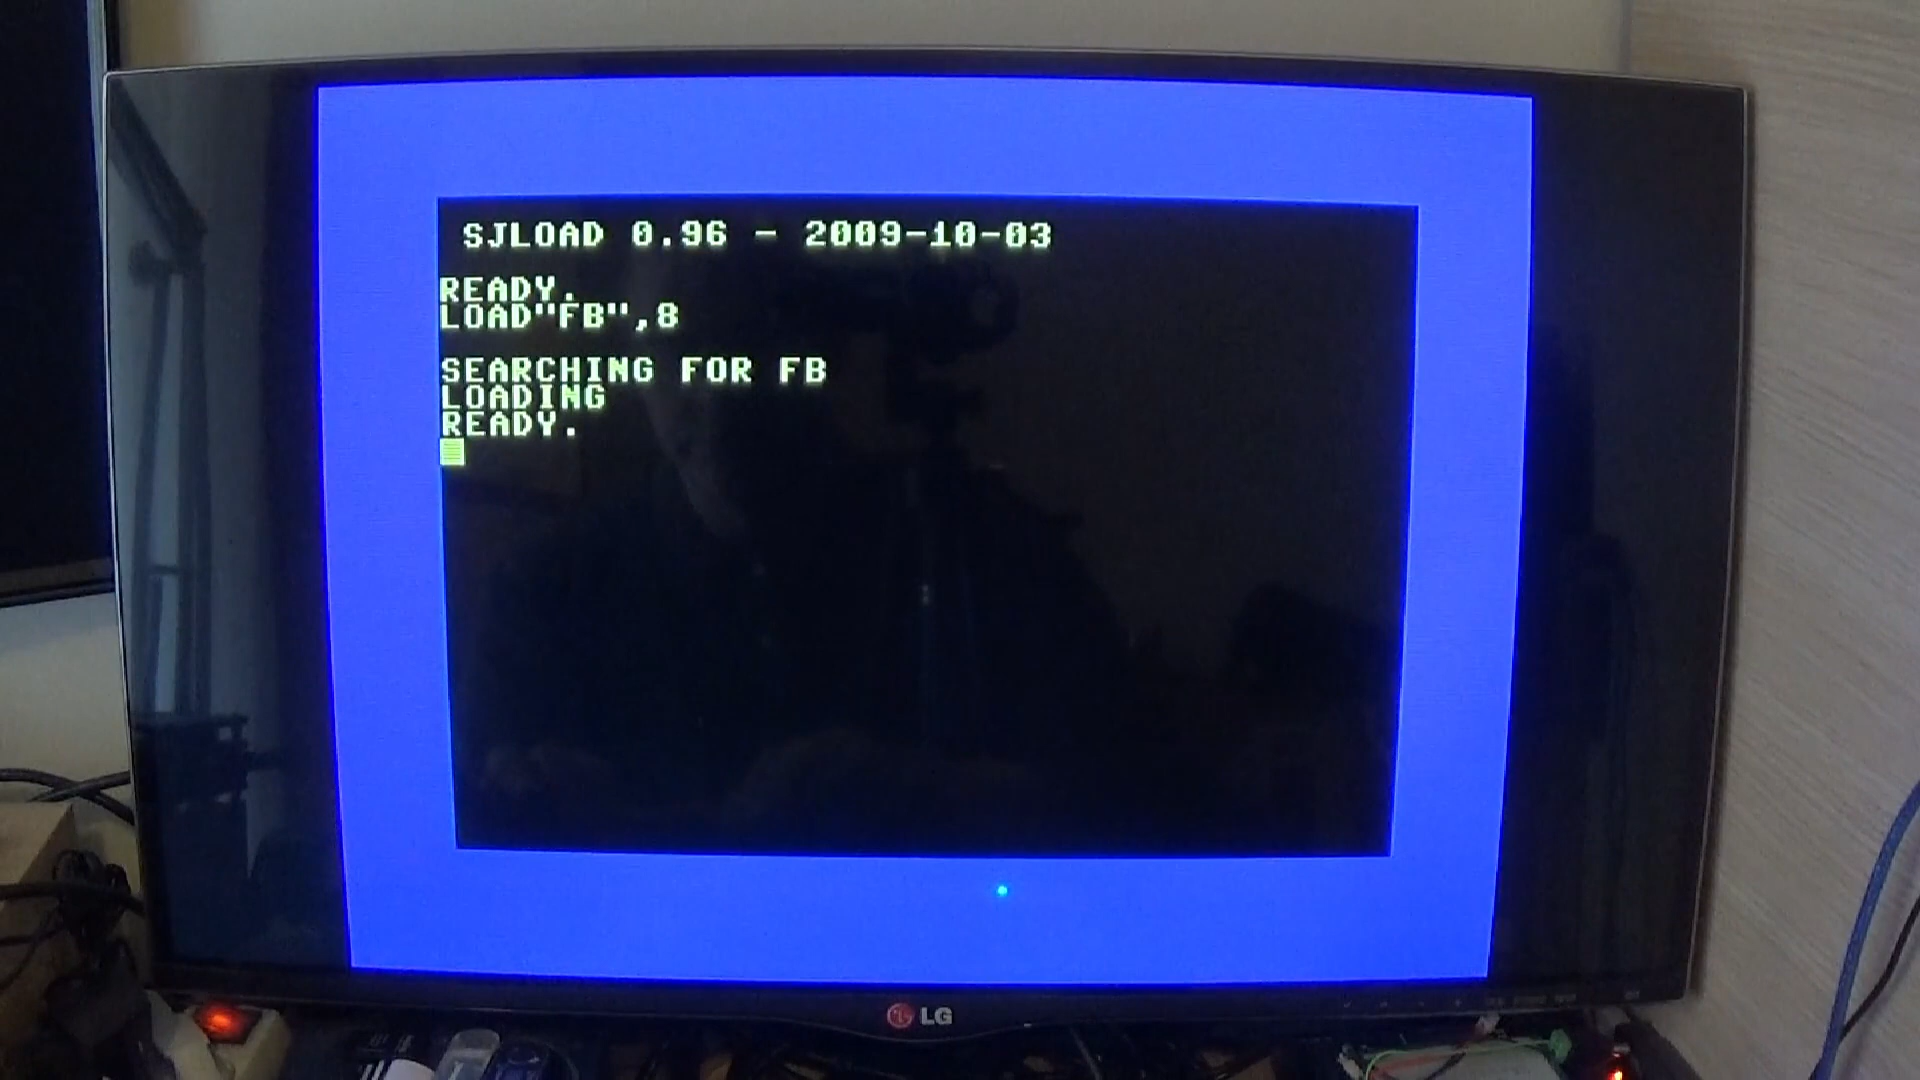 SJLOAD 0.96 - 2009-10-03
READY.
LOAD"FB",8
SEARCHING FOR FB
LOADING
READY.
LG